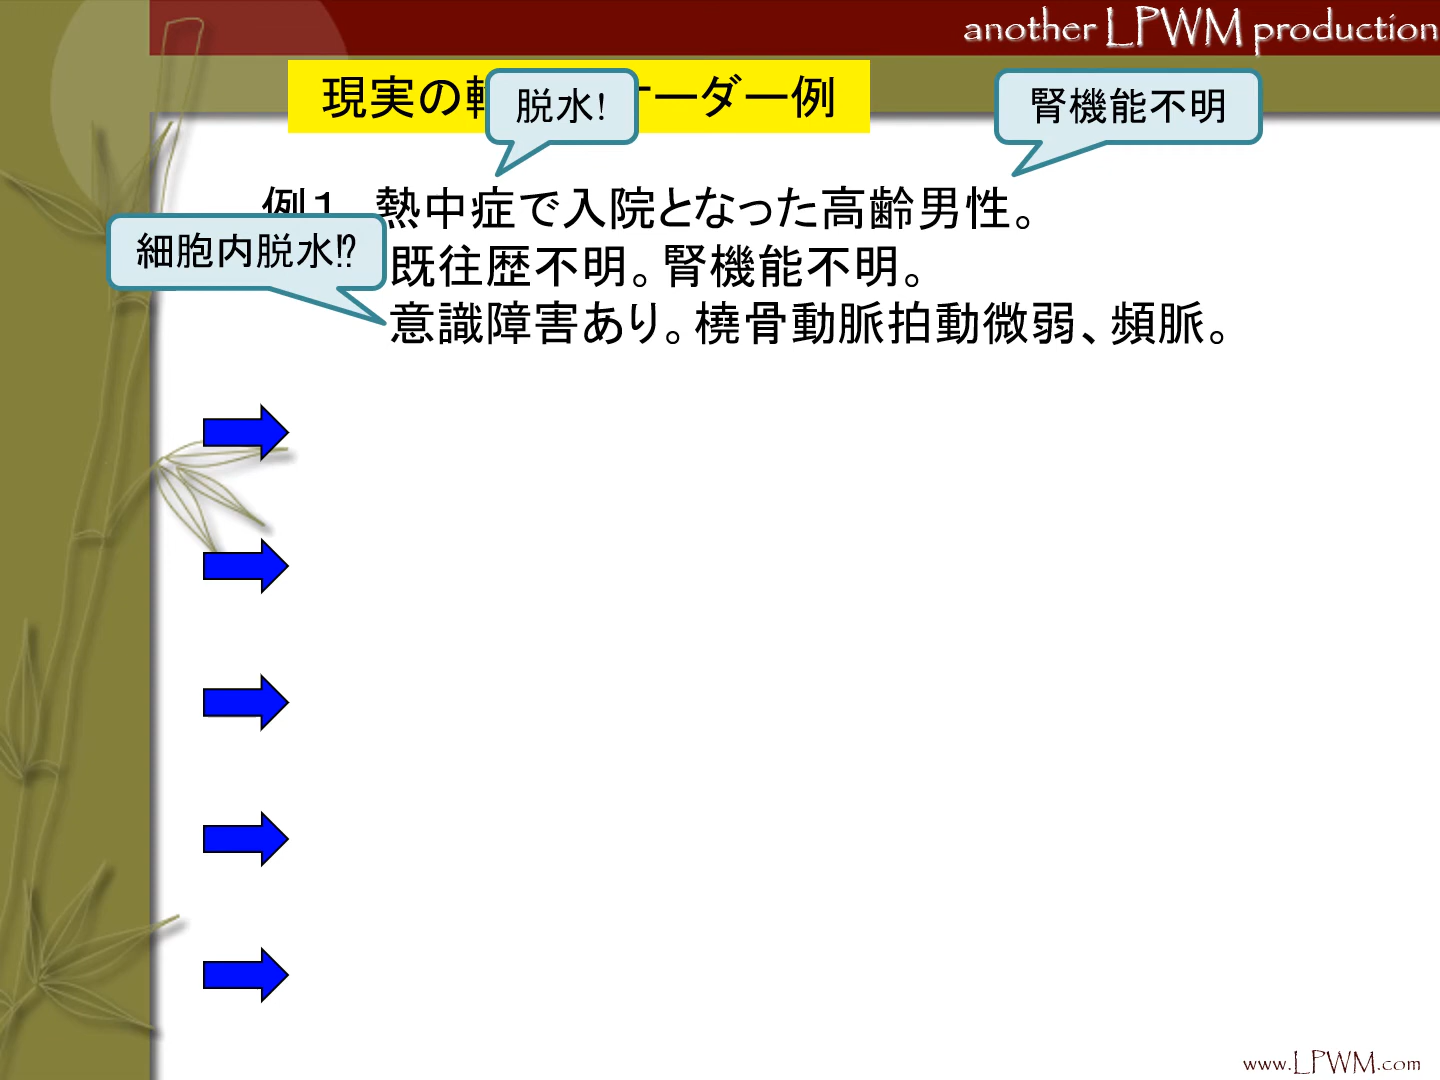 another LPWM production
現実の輸 オーダー例
脱水!
腎機能不明
例1 熱中症で入院となった高齢男性。
細胞内脱水!?
既往歴不明。腎機能不明。
意識障害あり。橈骨動脈拍動微弱、頻脈。
www.LPWM.com